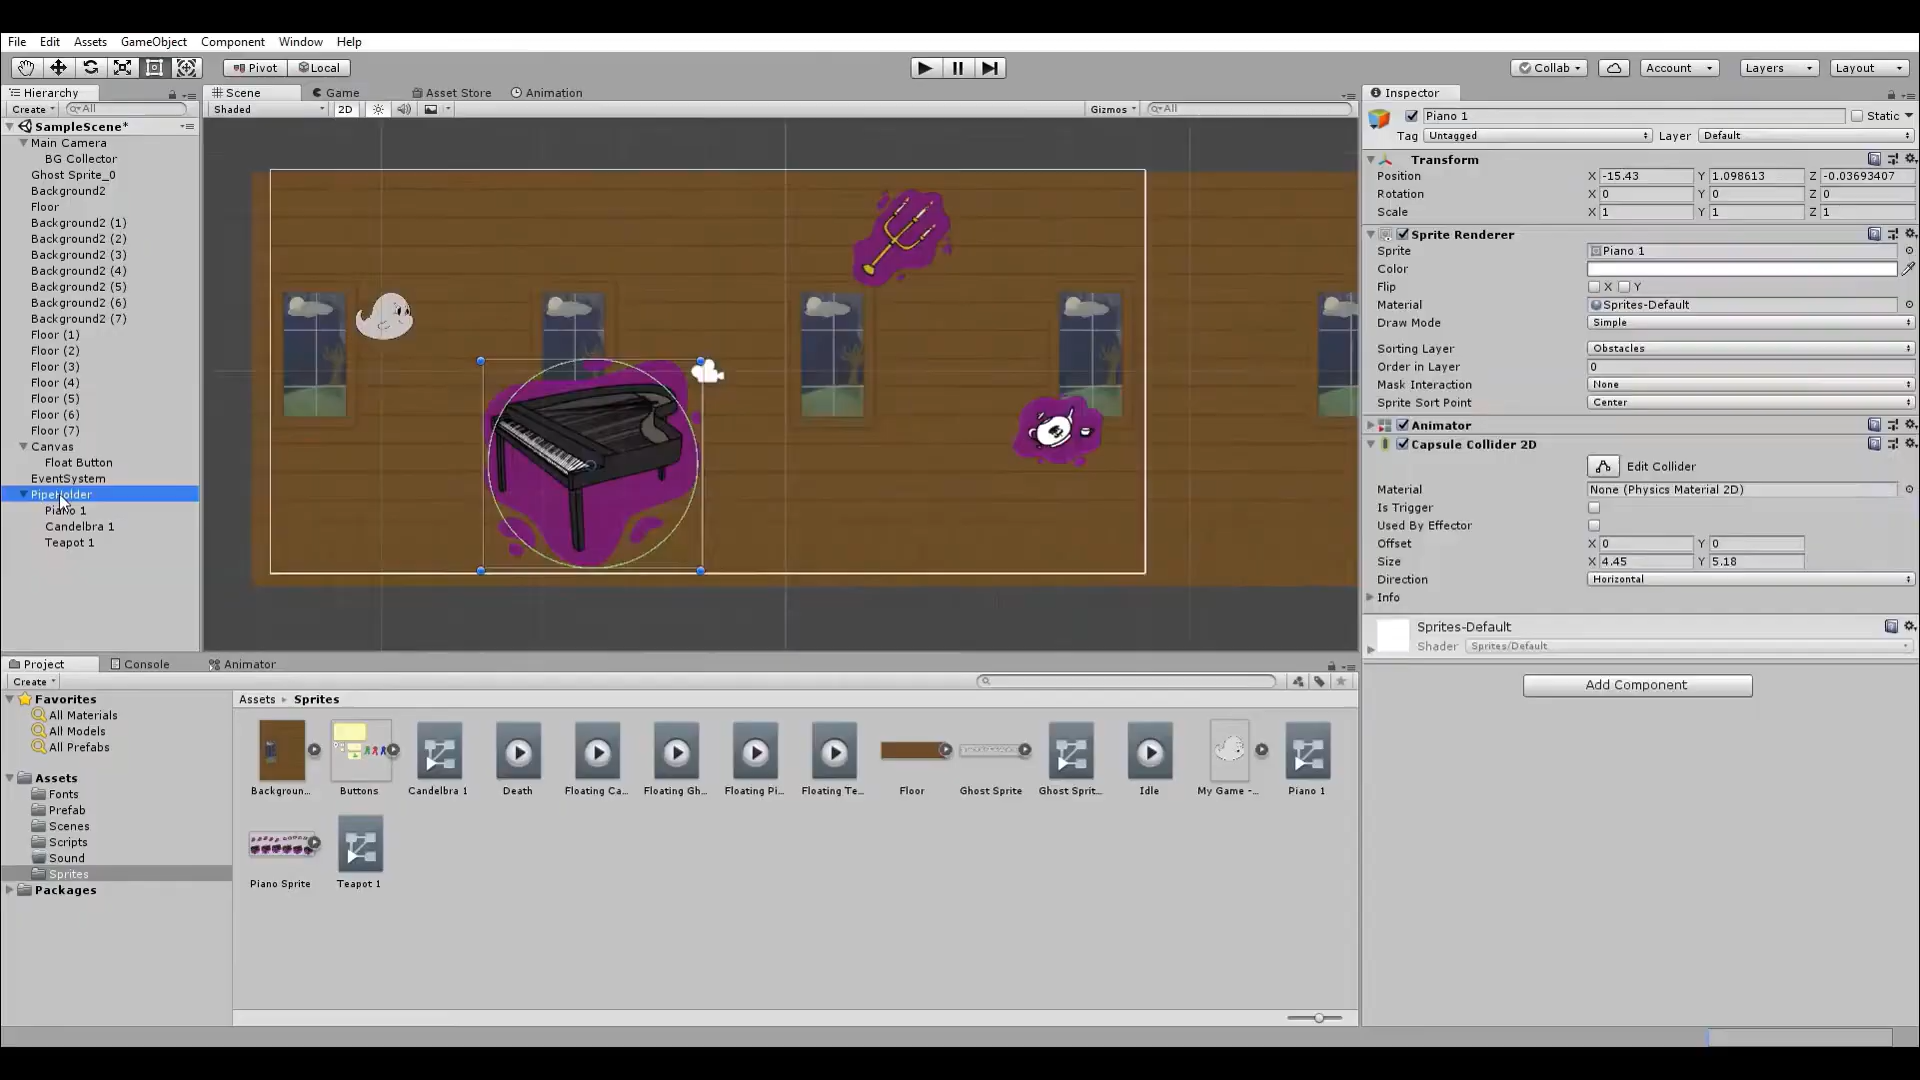 File Edit Assets GameObject Component Window Help
Pivot Local
Collab Account Layers Layout
Hierarchy
Create All
SampleScene*
Main Camera
BG Collector
Ghost Sprite_0
Background2
Floor
Background2 (1)
Background2 (2)
Background2 (3)
Background2 (4)
Background2 (5)
Background2 (6)
Background2 (7)
Floor (1)
Floor (2)
Floor (3)
Floor (4)
Floor (5)
Floor (6)
Floor (7)
Canvas
Float Button
EventSystem
PipeHolder
Piano 1
Candelbra 1
Teapot 1
Scene Game Asset Store Animation
Shaded 2D Gizmos All
Inspector
Piano 1 Static
Tag Untagged Layer Default
Transform
Position X -15.43 Y 1.098613 Z -0.03693407
Rotation X 0 Y 0 Z 0
Scale X 1 Y 1 Z 1
Sprite Renderer
Sprite Piano 1
Color
Flip X Y
Material Sprites-Default
Draw Mode Simple
Sorting Layer Obstacles
Order in Layer 0
Mask Interaction None
Sprite Sort Point Center
Animator
Capsule Collider 2D
Edit Collider
Material None (Physics Material 2D)
Is Trigger
Used By Effector
Offset X 0 Y 0
Size X 4.45 Y 5.18
Direction Horizontal
Info
Sprites-Default
Shader Sprites/Default
Add Component
Project Console Animator
Create
Favorites
All Materials
All Models
All Prefabs
Assets
Fonts
Prefab
Scenes
Scripts
Sound
Sprites
Packages
Assets Sprites
Backgroun... Buttons Candelbra 1 Death Floating Ca... Floating Gh... Floating Pi... Floating Te... Floor Ghost Sprite Ghost Sprit... Idle My Game -... Piano 1
Piano Sprite Teapot 1